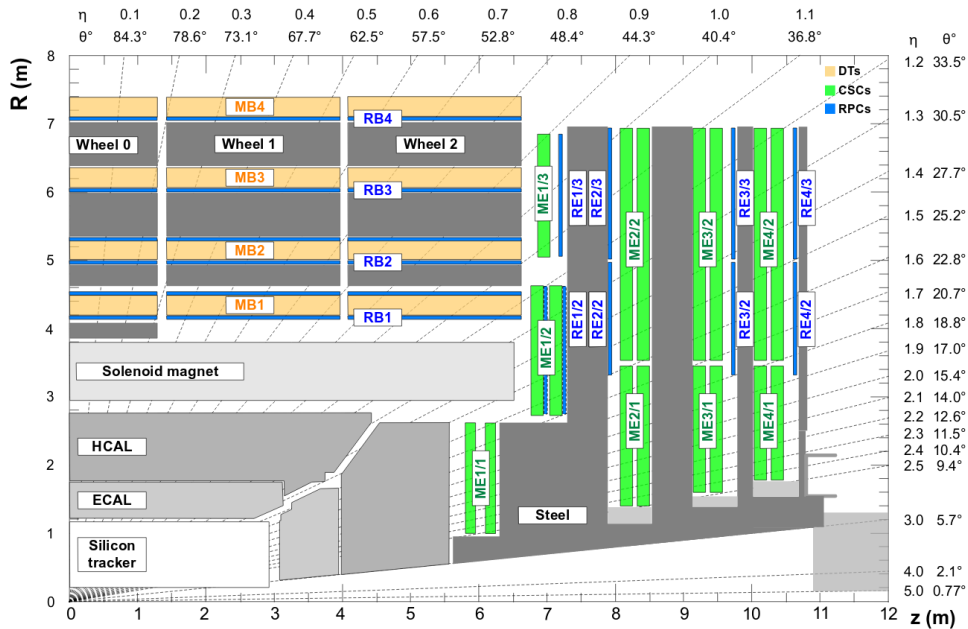 η 0.1 0.2 0.3 0.4 0.5 0.6 0.7 0.8 0.9 1.0 1.1
θ° 84.3° 78.6° 73.1° 67.7° 62.5° 57.5° 52.8° 48.4° 44.3° 40.4° 36.8° η θ°
R (m)
8 7 6 5 4 3 2 1 0
1.2 33.5°
1.3 30.5°
1.4 27.7°
1.5 25.2°
1.6 22.8°
1.7 20.7°
1.8 18.8°
1.9 17.0°
2.0 15.4°
2.1 14.0°
2.2 12.6°
2.3 11.5°
2.4 10.4°
2.5 9.4°
3.0 5.7°
4.0 2.1°
5.0 0.77°
DTs
CSCs
RPCs
MB4
RB4
Wheel 0 Wheel 1 Wheel 2
MB3
RB3
MB2
RB2
MB1
RB1
Solenoid magnet
HCAL
ECAL
Silicon
tracker
Steel
ME1/3
RE1/3
RE2/3
ME2/2
ME3/2
RE3/3
ME4/2
RE4/3
ME1/2
RE1/2
RE2/2
RE3/2
RE4/2
ME1/1
ME2/1
ME3/1
ME4/1
0 1 2 3 4 5 6 7 8 9 10 11 12
z (m)